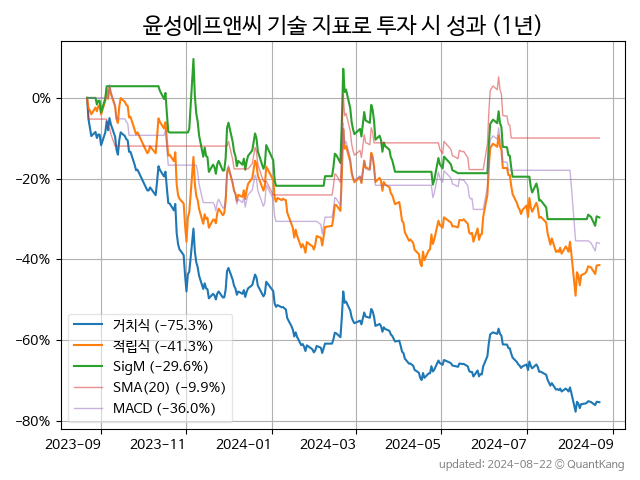 윤성에프앤씨 기술 지표로 투자 시 성과 (1년)
0%
−20%
−40%
−60%
−80%
거치식 (−75.3%)
적립식 (−41.3%)
SigM (−29.6%)
SMA(20) (−9.9%)
MACD (−36.0%)
2023-09 2023-11 2024-01 2024-03 2024-05 2024-07 2024-09
updated: 2024-08-22 © QuantKang